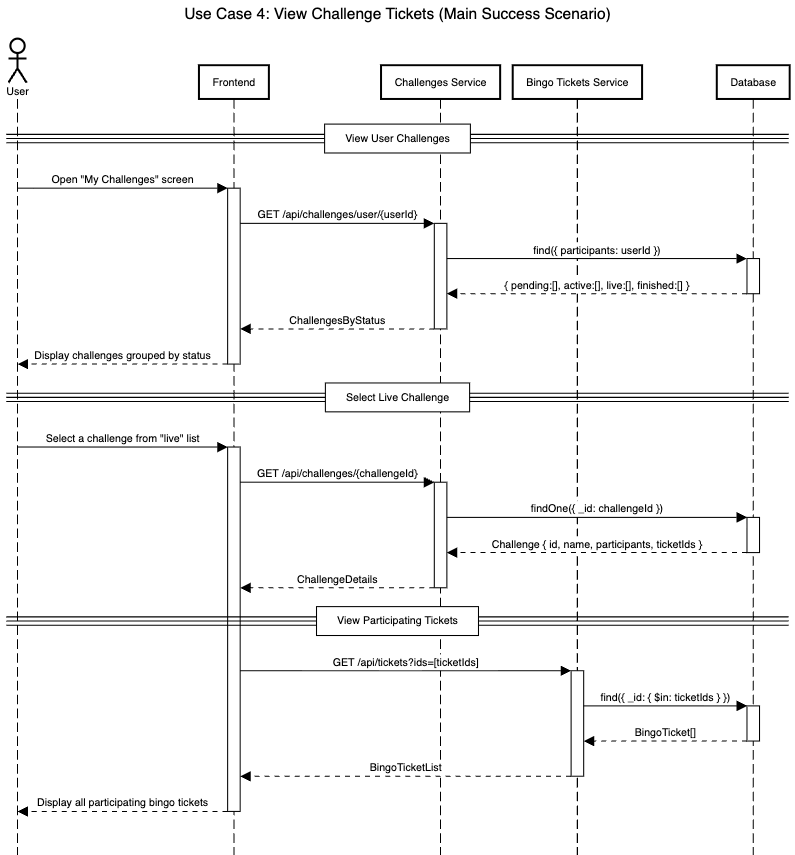 Use Case 4: View Challenge Tickets (Main Success Scenario)
User
Frontend
Challenges Service
Bingo Tickets Service
Database
View User Challenges
Open "My Challenges" screen
GET /api/challenges/user/{userId}
find({ participants: userId })
{ pending:[], active:[], live:[], finished:[] }
ChallengesByStatus
Display challenges grouped by status
Select Live Challenge
Select a challenge from "live" list
GET /api/challenges/{challengeId}
findOne({ _id: challengeId })
Challenge { id, name, participants, ticketIds }
ChallengeDetails
View Participating Tickets
GET /api/tickets?ids=[ticketIds]
find({ _id: { $in: ticketIds } })
BingoTicket[]
BingoTicketList
Display all participating bingo tickets